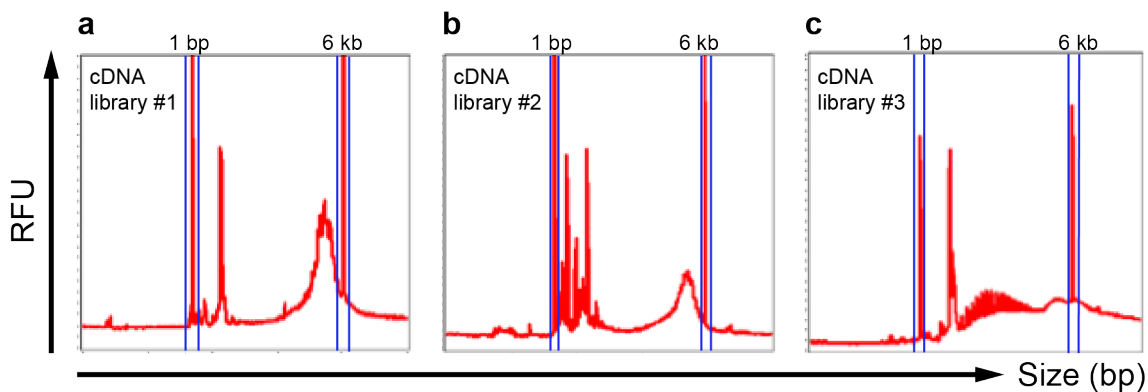 a
1 bp
6 kb
cDNA
library #1
b
1 bp
6 kb
cDNA
library #2
c
1 bp
6 kb
cDNA
library #3
RFU
Size (bp)